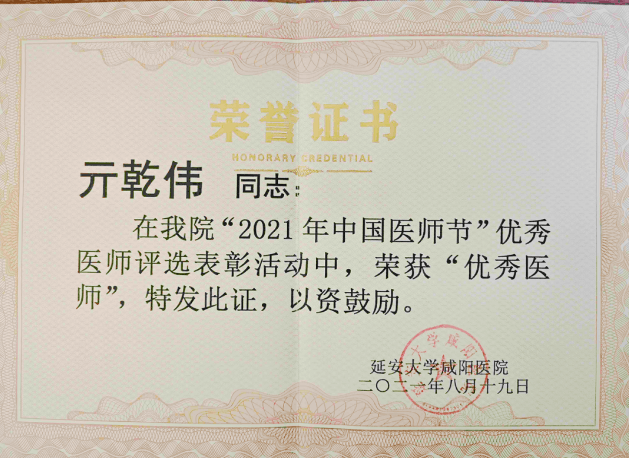 荣誉证书
HONORARY CREDENTIAL
亓乾伟 同志:
在我院“2021年中国医师节”优秀
医师评选表彰活动中，荣获“优秀医
师”，特发此证，以资鼓励。
延安大学咸阳医院
二〇二一年八月十九日